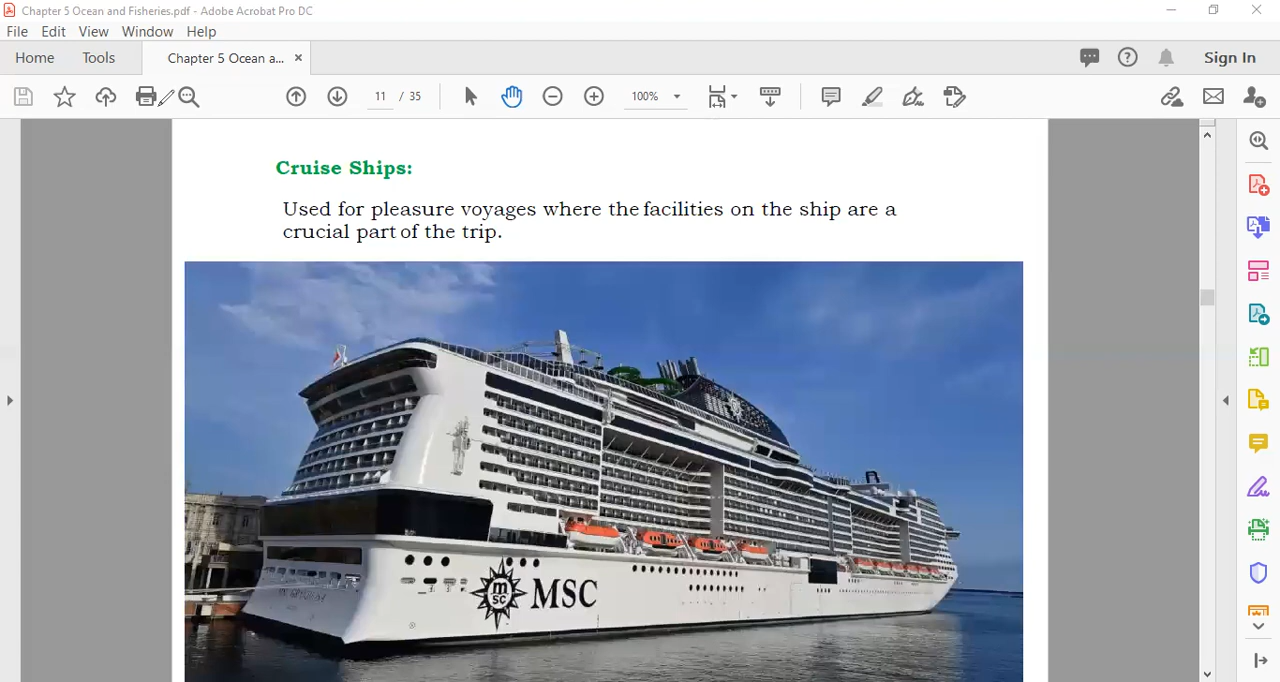 Chapter 5 Ocean and Fisheries.pdf - Adobe Acrobat Pro DC
File Edit View Window Help
Home Tools Chapter 5 Ocean a... Sign In
11 / 35 100%
Cruise Ships:
Used for pleasure voyages where the facilities on the ship are a
crucial part of the trip.
m
sc
MSC